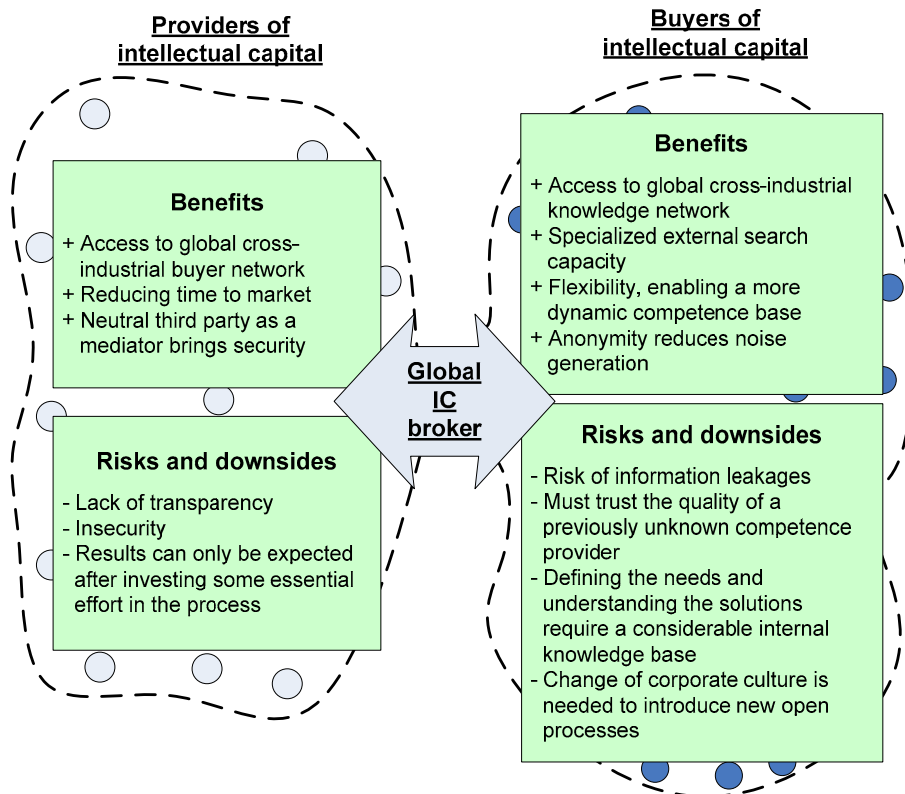 Providers of
intellectual capital
Benefits
+ Access to global cross-
industrial buyer network
+ Reducing time to market
+ Neutral third party as a
mediator brings security
Risks and downsides
- Lack of transparency
- Insecurity
- Results can only be expected
after investing some essential
effort in the process
Global
IC
broker
Buyers of
intellectual capital
Benefits
+ Access to global cross-industrial
knowledge network
+ Specialized external search
capacity
+ Flexibility, enabling a more
dynamic competence base
+ Anonymity reduces noise
generation
Risks and downsides
- Risk of information leakages
- Must trust the quality of a
previously unknown competence
provider
- Defining the needs and
understanding the solutions
require a considerable internal
knowledge base
- Change of corporate culture is
needed to introduce new open
processes